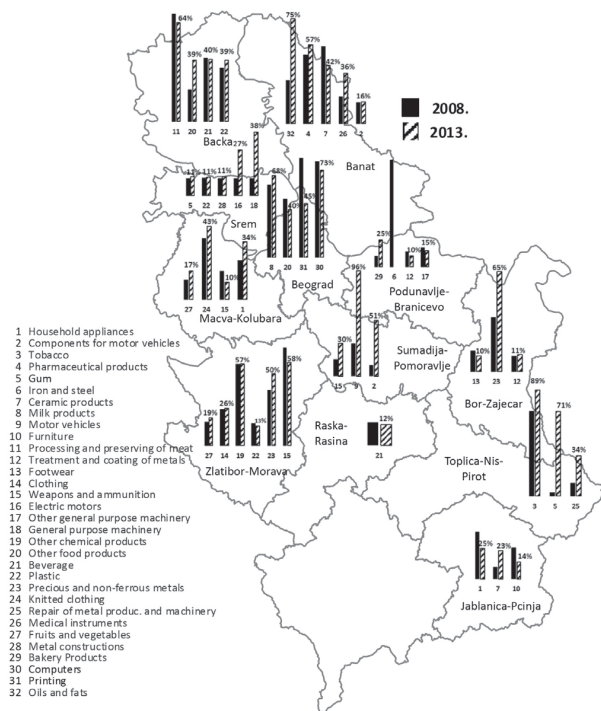 64%
39%
40%
39%
11 20 21 22
Backa
75%
57%
42%
36%
16%
32 4 7 26 2
Banat
2008.
2013.
11%
11%
11%
27%
38%
5 22 28 16 18
Srem
68%
40%
45%
73%
8 20 31 30
Beograd
17%
43%
10%
34%
27 24 15 1
Macva-Kolubara
25%
10%
15%
29 6 12 17
Podunavlje-
Branicevo
30%
96%
51%
15 9 2
Sumadija-
Pomoravlje
10%
65%
11%
13 23 12
Bor-Zajecar
19%
26%
57%
13%
50%
58%
27 14 19 22 23 15
Zlatibor-Morava
12%
21
Raska-
Rasina
89%
71%
34%
3 5 25
Toplica-Nis-
Pirot
25%
23%
14%
1 7 10
Jablanica-Pcinja
1 Household appliances
2 Components for motor vehicles
3 Tobacco
4 Pharmaceutical products
5 Gum
6 Iron and steel
7 Ceramic products
8 Milk products
9 Motor vehicles
10 Furniture
11 Processing and preserving of meat
12 Treatment and coating of metals
13 Footwear
14 Clothing
15 Weapons and ammunition
16 Electric motors
17 Other general purpose machinery
18 General purpose machinery
19 Other chemical products
20 Other food products
21 Beverage
22 Plastic
23 Precious and non-ferrous metals
24 Knitted clothing
25 Repair of metal produc. and machinery
26 Medical instruments
27 Fruits and vegetables
28 Metal constructions
29 Bakery Products
30 Computers
31 Printing
32 Oils and fats